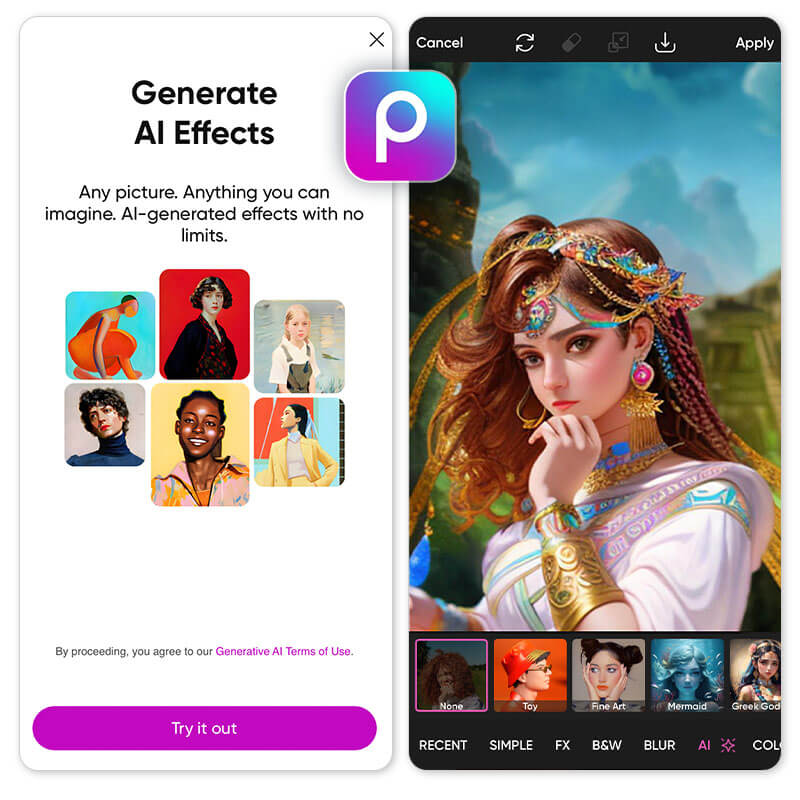 Generate
AI Effects
Any picture. Anything you can
imagine. AI-generated effects with no
limits.
By proceeding, you agree to our Generative AI Terms of Use.
Try it out
Cancel
Apply
None
Toy
Fine Art
Mermaid
Greek God
RECENT SIMPLE FX B&W BLUR AI COLO